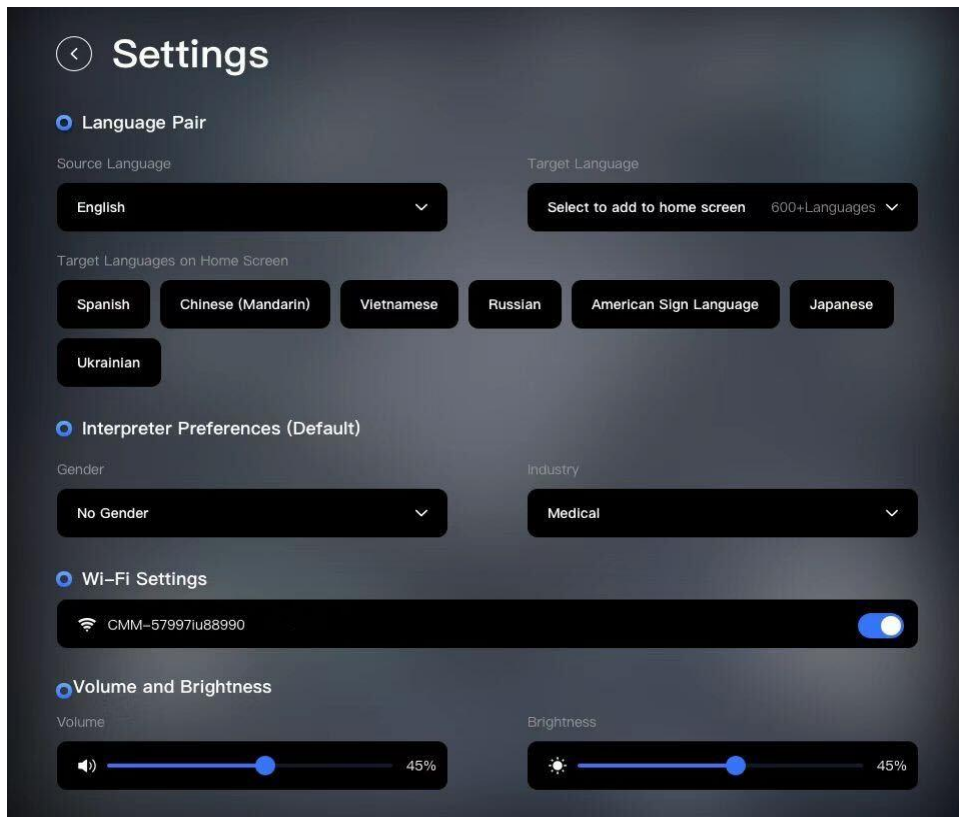 Settings
Language Pair
Source Language
Target Language
English
Select to add to home screen 600+Languages
Target Languages on Home Screen
Spanish Chinese (Mandarin) Vietnamese Russian American Sign Language Japanese
Ukrainian
Interpreter Preferences (Default)
Gender
Industry
No Gender
Medical
Wi-Fi Settings
CMM-57997iu88990
Volume and Brightness
Volume
Brightness
45%
45%